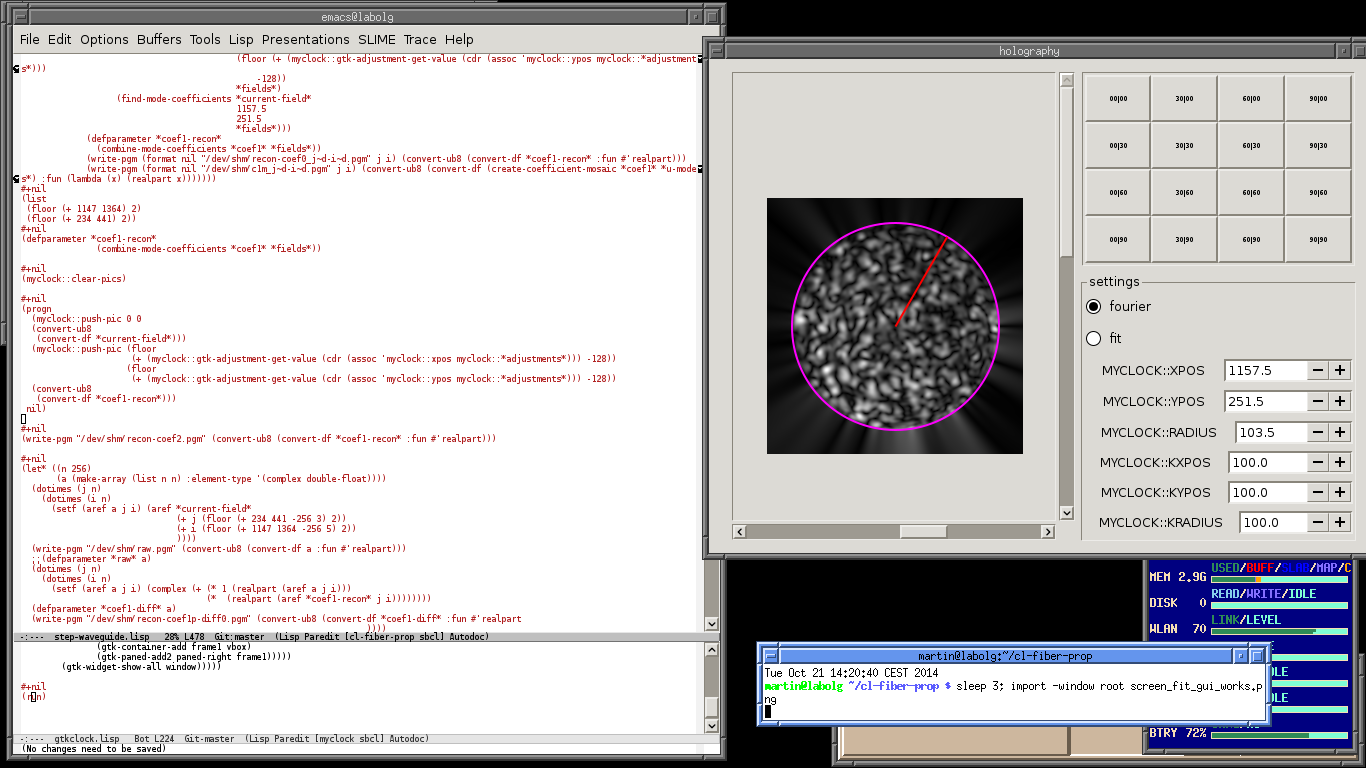 emacs@labolg
File Edit Options Buffers Tools Lisp Presentations SLIME Trace Help
(floor (+ (myclock::gtk-adjustment-get-value (cdr (assoc 'myclock::ypos myclock::*adjustment
s*)))
-128))
*fields*)
(find-mode-coefficients *current-field*
1157.5
251.5
*fields*)))
(defparameter *coef1-recon*
(combine-mode-coefficients *coef1* *fields*))
(write-pgm (format nil "/dev/shm/recon-coef0_j~d-i~d.pgm" j i) (convert-ub8 (convert-df *coef1-recon* :fun #'realpart)))
(write-pgm (format nil "/dev/shm/c1m_j~d-i~d.pgm" j i) (convert-ub8 (convert-df (create-coefficient-mosaic *coef1* *u-mode
s*) :fun (lambda (x) (realpart x)))))))
#+nil
(list
(floor (+ 1147 1364) 2)
(floor (+ 234 441) 2))
#+nil
(defparameter *coef1-recon*
(combine-mode-coefficients *coef1* *fields*))
#+nil
(myclock::clear-pics)
#+nil
(progn
(myclock::push-pic 0 0
(convert-ub8
(convert-df *current-field*)))
(myclock::push-pic (floor
(+ (myclock::gtk-adjustment-get-value (cdr (assoc 'myclock::xpos myclock::*adjustments*))) -128))
(floor
(+ (myclock::gtk-adjustment-get-value (cdr (assoc 'myclock::ypos myclock::*adjustments*))) -128))
(convert-ub8
(convert-df *coef1-recon*)))
nil)
#+nil
(write-pgm "/dev/shm/recon-coef2.pgm" (convert-ub8 (convert-df *coef1-recon* :fun #'realpart)))
#+nil
(let* ((n 256)
(a (make-array (list n n) :element-type '(complex double-float))))
(dotimes (j n)
(dotimes (i n)
(setf (aref a j i) (aref *current-field*
(+ j (floor (+ 234 441 -256 3) 2))
(+ i (floor (+ 1147 1364 -256 5) 2))
))))
(write-pgm "/dev/shm/raw.pgm" (convert-ub8 (convert-df a :fun #'realpart)))
;;(defparameter *raw* a)
(dotimes (j n)
(dotimes (i n)
(setf (aref a j i) (complex (+ (* 1 (realpart (aref a j i)))
(* (realpart (aref *coef1-recon* j i))))))))
(defparameter *coef1-diff* a)
(write-pgm "/dev/shm/recon-coef1p-diff0.pgm" (convert-ub8 (convert-df *coef1-diff* :fun #'realpart
))))
-:--- step-waveguide.lisp 28% L478 Git:master (Lisp Paredit [cl-fiber-prop sbcl] Autodoc)
(gtk-container-add frame1 vbox)
(gtk-paned-add2 paned-right frame1)))))
(gtk-widget-show-all window)))))
#+nil
(run)
-:--- gtkclock.lisp Bot L224 Git-master (Lisp Paredit [myclock sbcl] Autodoc)
(No changes need to be saved)
holography
00|00 30|00 60|00 90|00
00|30 30|30 60|30 90|30
00|60 30|60 60|60 90|60
00|90 30|90 60|90 90|90
settings
fourier
fit
MYCLOCK::XPOS 1157.5 − +
MYCLOCK::YPOS 251.5 − +
MYCLOCK::RADIUS 103.5 − +
MYCLOCK::KXPOS 100.0 − +
MYCLOCK::KYPOS 100.0 − +
MYCLOCK::KRADIUS 100.0 − +
USED/BUFF/SLAB/MAP/C
MEM 2.9G
READ/WRITE/IDLE
DISK 0
LINK/LEVEL
WLAN 70
DLE
DLE
BTRY 72%
martin@labolg:~/cl-fiber-prop
Tue Oct 21 14:20:40 CEST 2014
martin@labolg ~/cl-fiber-prop $ sleep 3; import -window root screen_fit_gui_works.p
ng